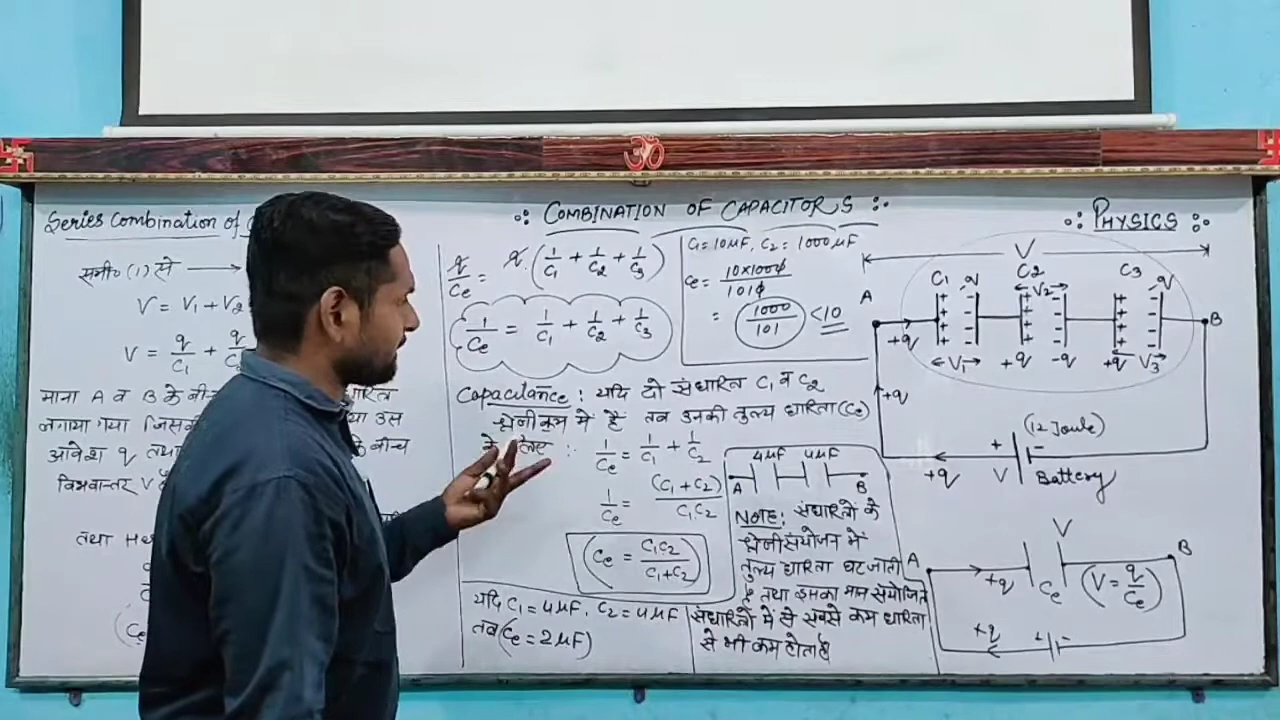 ∴ COMBINATION OF CAPACITORS ∴
∴ PHYSICS ∴
Series Combination of
समी० (1) से →
V = V₁ + V₂
V = q/C₁ + q/C₂
माना A व B के बीच
लगाया गया जिसकी
आवेश q तथा
विभवान्तर V
तथा
था उस
के बीच
q/Ce = q (1/C₁ + 1/C₂ + 1/C₃)
1/Ce = 1/C₁ + 1/C₂ + 1/C₃
C₁ = 10μF, C₂ = 1000μF
Ce = 10×1000/1010
= 1000/101 < 10
Capacitance : यदि दो संधारित्र C₁ व C₂
श्रेणीक्रम में है तब उनकी तुल्य धारिता (Ce)
के लिए :
1/Ce = 1/C₁ + 1/C₂
1/Ce = (C₁+C₂)/C₁C₂
(Ce = C₁C₂/C₁+C₂)
यदि C₁ = 4μF, C₂ = 4μF
तब (Ce = 2μF)
4μF 4μF
A B
NOTE: संधारित्रों के
श्रेणी संयोजन में
तुल्य धारिता घट जाती
है तथा इसका मान संयोजित
संधारित्रों में से सबसे कम धारिता
से भी कम होता है
V
C₁ -q C₂ C₃ -q
V₂
A B
+q V₁ +q -q +q V₃
+q
(12 Joule)
+ -
+q V Battery
V
A B
+q Ce (V = q/Ce)
+q + -